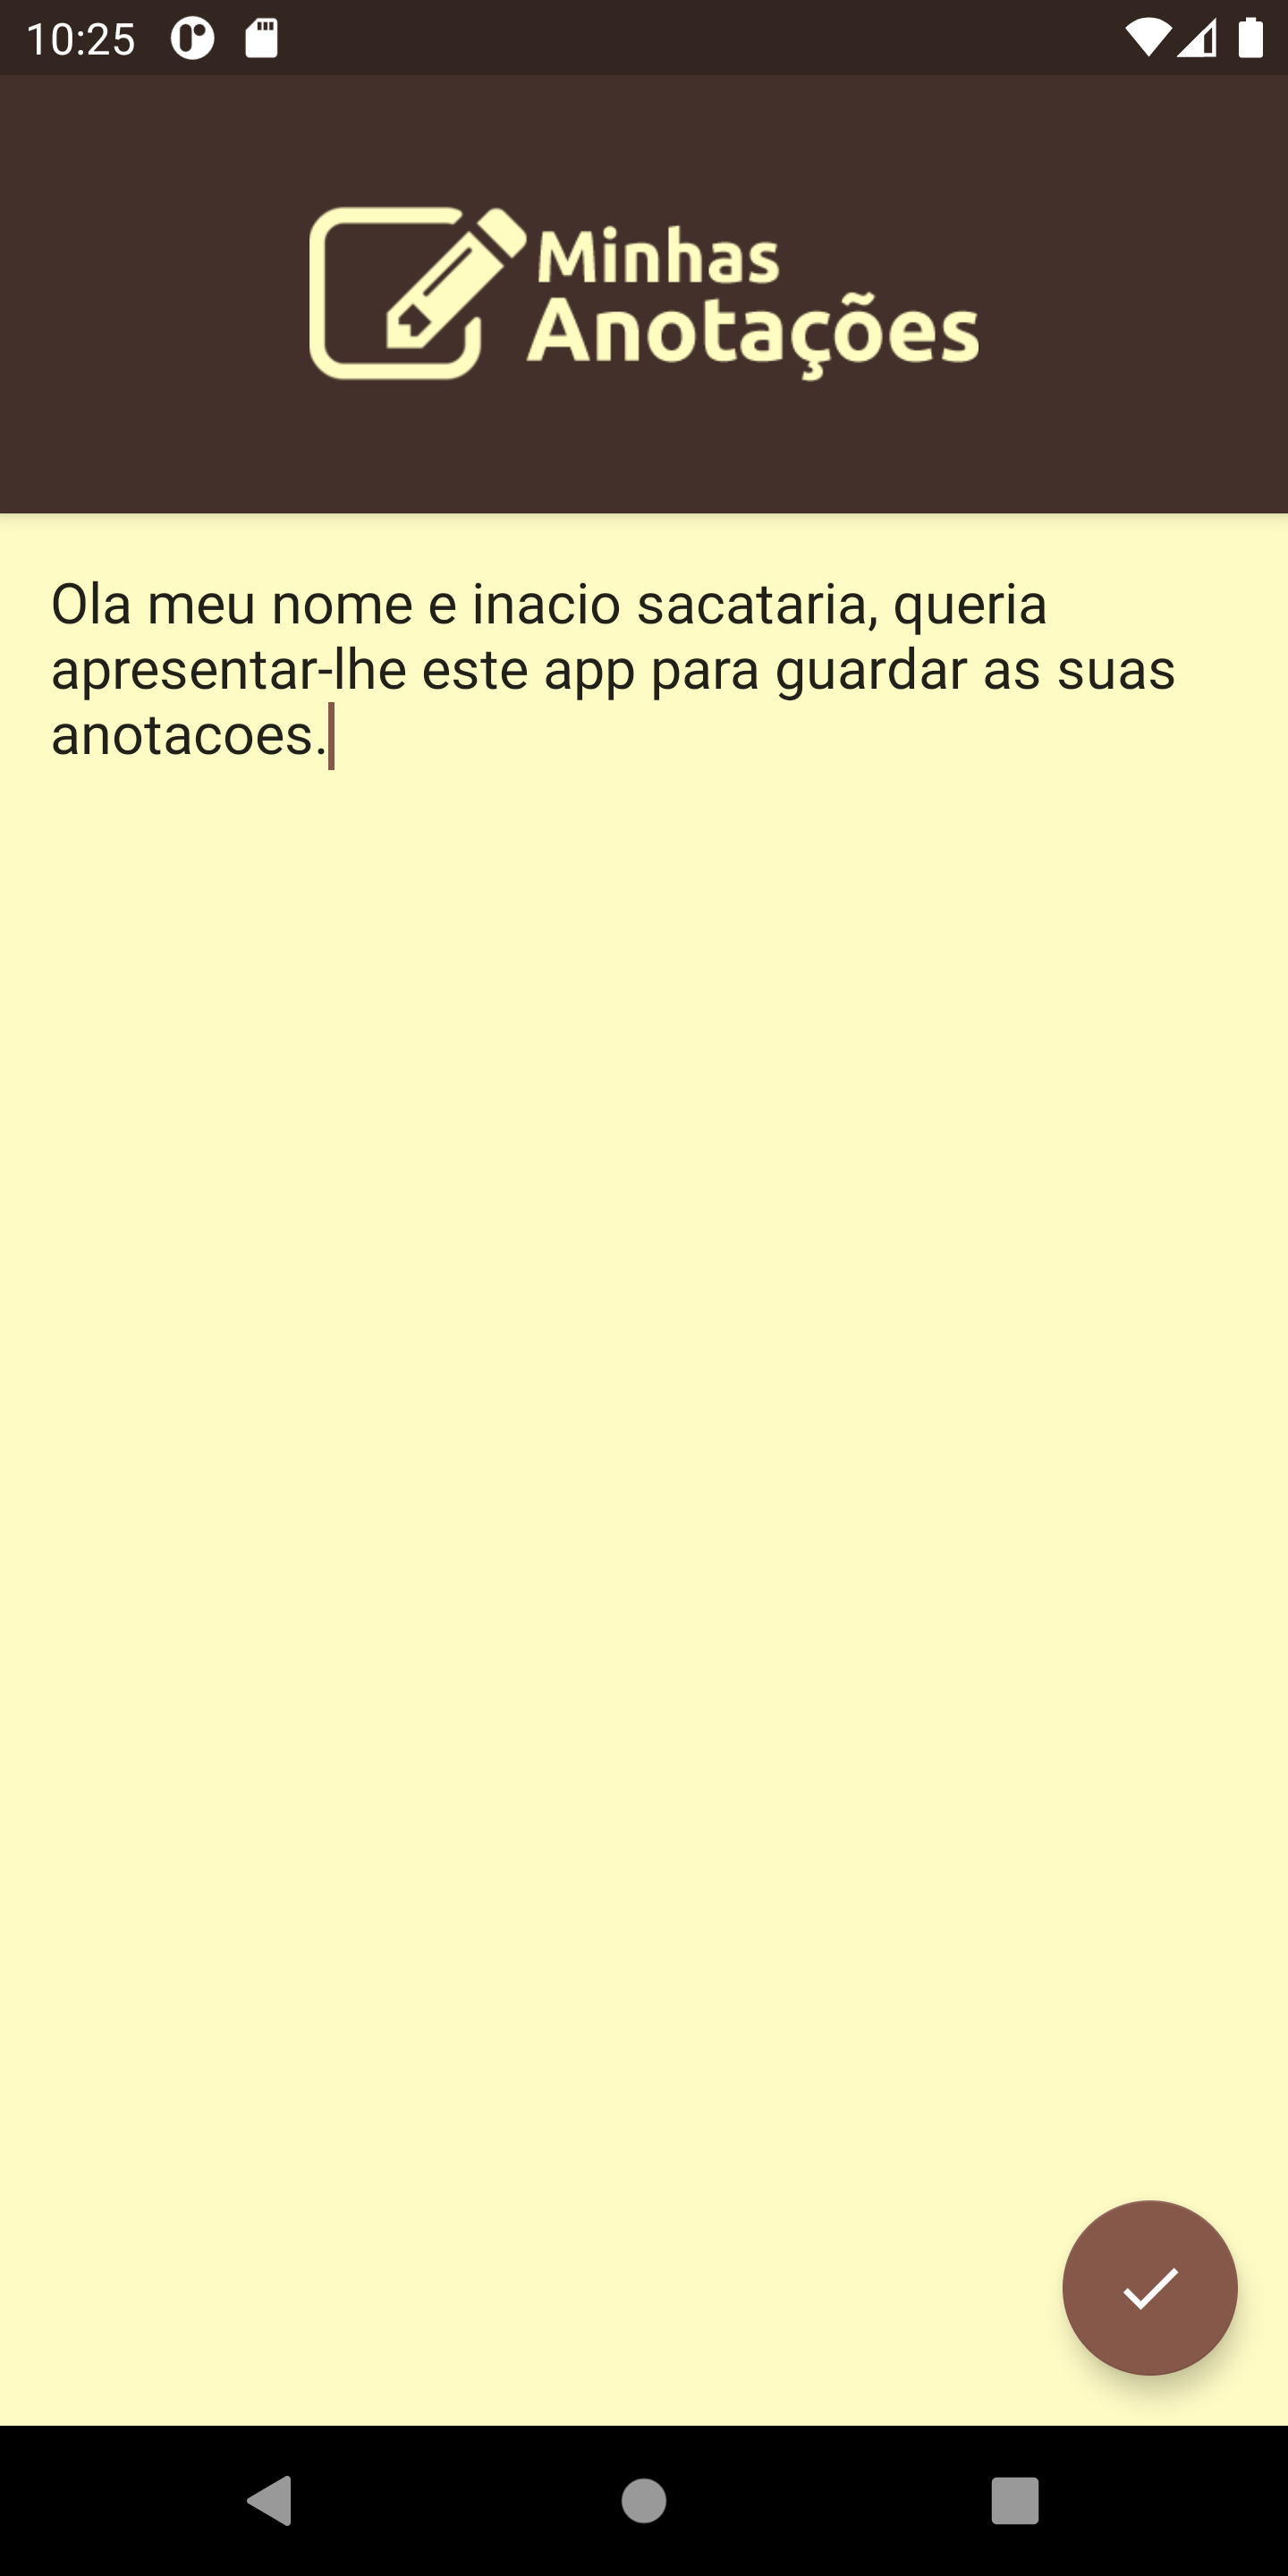 10:25
Minhas
Anotações
Ola meu nome e inacio sacataria, queria
apresentar-lhe este app para guardar as suas
anotacoes.